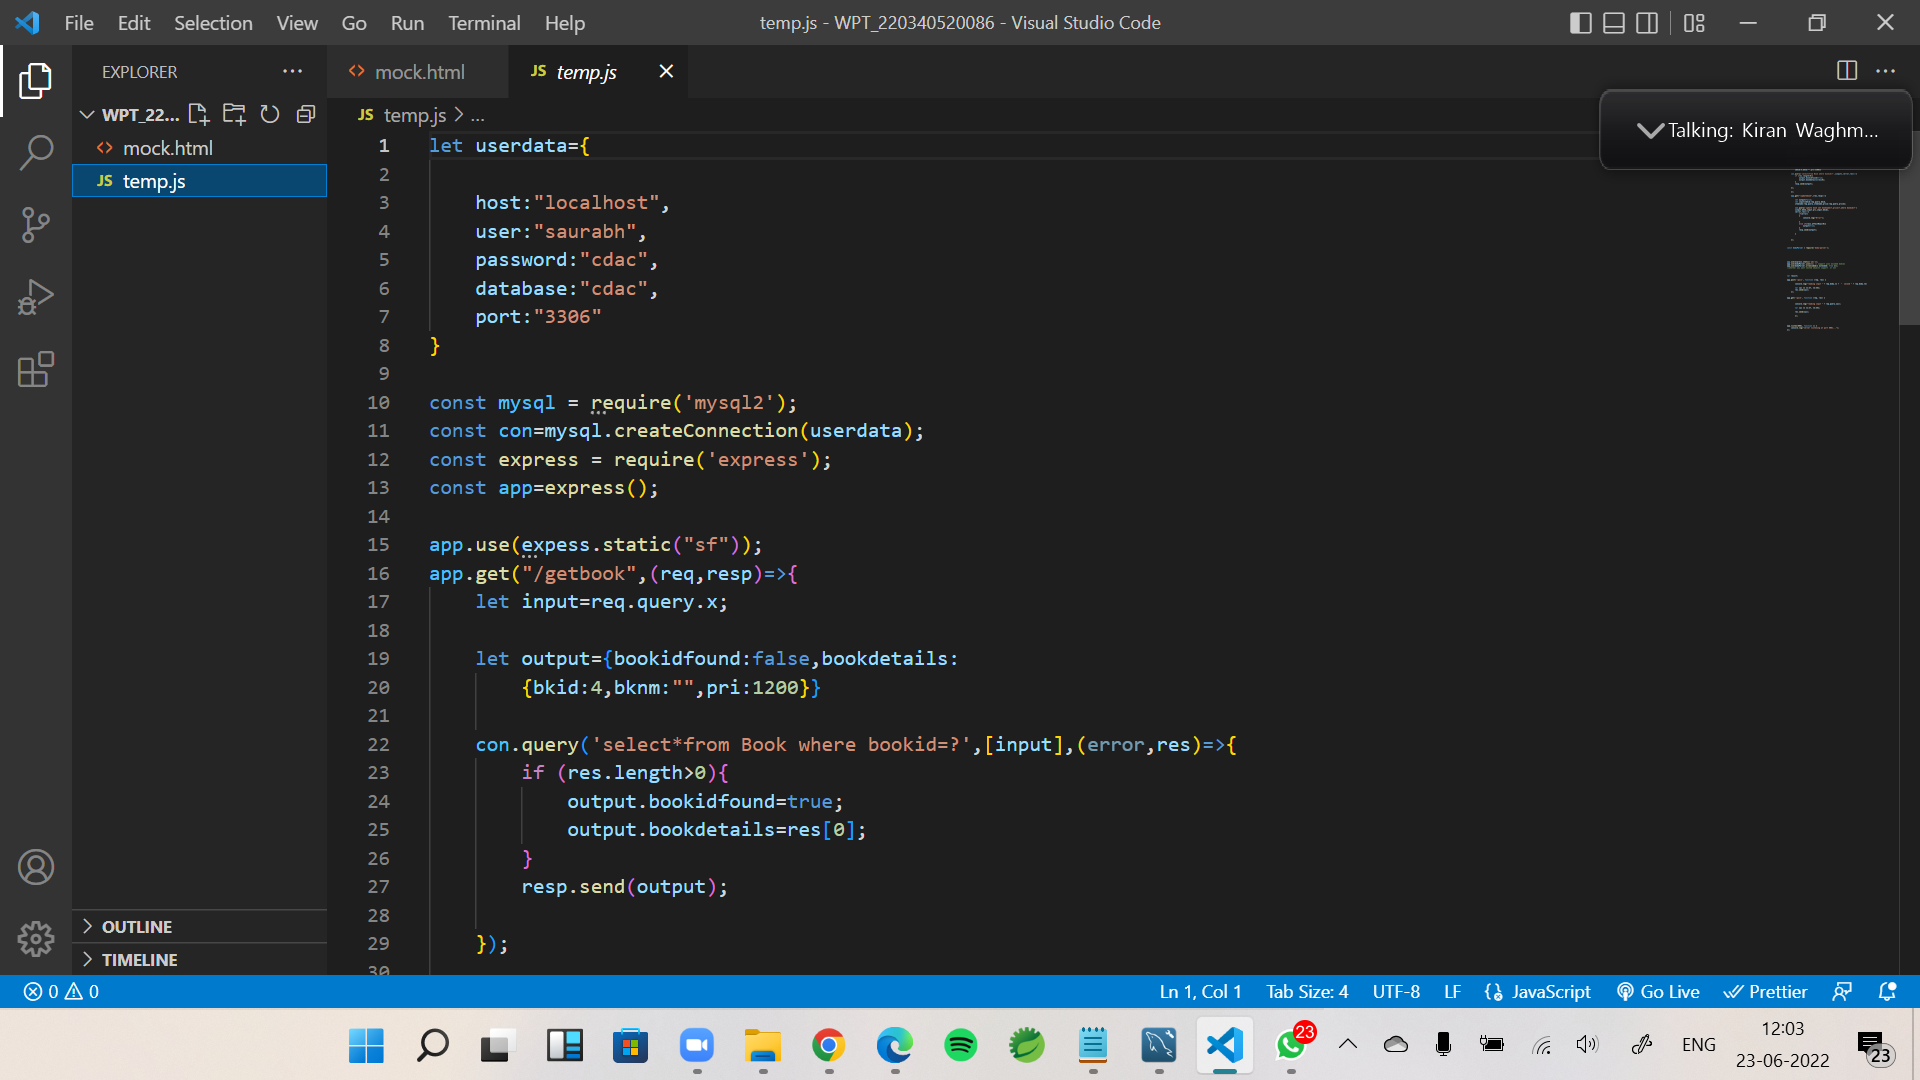 File Edit Selection View Go Run Terminal Help
temp.js - WPT_220340520086 - Visual Studio Code
EXPLORER
WPT_22...
mock.html
JS temp.js
OUTLINE
TIMELINE
mock.html
JS temp.js
JS temp.js > ...
Talking: Kiran Waghm...
1 let userdata={
2
3 host:"localhost",
4 user:"saurabh",
5 password:"cdac",
6 database:"cdac",
7 port:"3306"
8 }
9
10 const mysql = require('mysql2');
11 const con=mysql.createConnection(userdata);
12 const express = require('express');
13 const app=express();
14
15 app.use(expess.static("sf"));
16 app.get("/getbook",(req,resp)=>{
17 let input=req.query.x;
18
19 let output={bookidfound:false,bookdetails:
20 {bkid:4,bknm:"",pri:1200}}
21
22 con.query('select*from Book where bookid=?',[input],(error,res)=>{
23 if (res.length>0){
24 output.bookidfound=true;
25 output.bookdetails=res[0];
26 }
27 resp.send(output);
28
29 });
30
0 0
Ln 1, Col 1 Tab Size: 4 UTF-8 LF JavaScript Go Live Prettier
23
ENG
12:03
23-06-2022
23